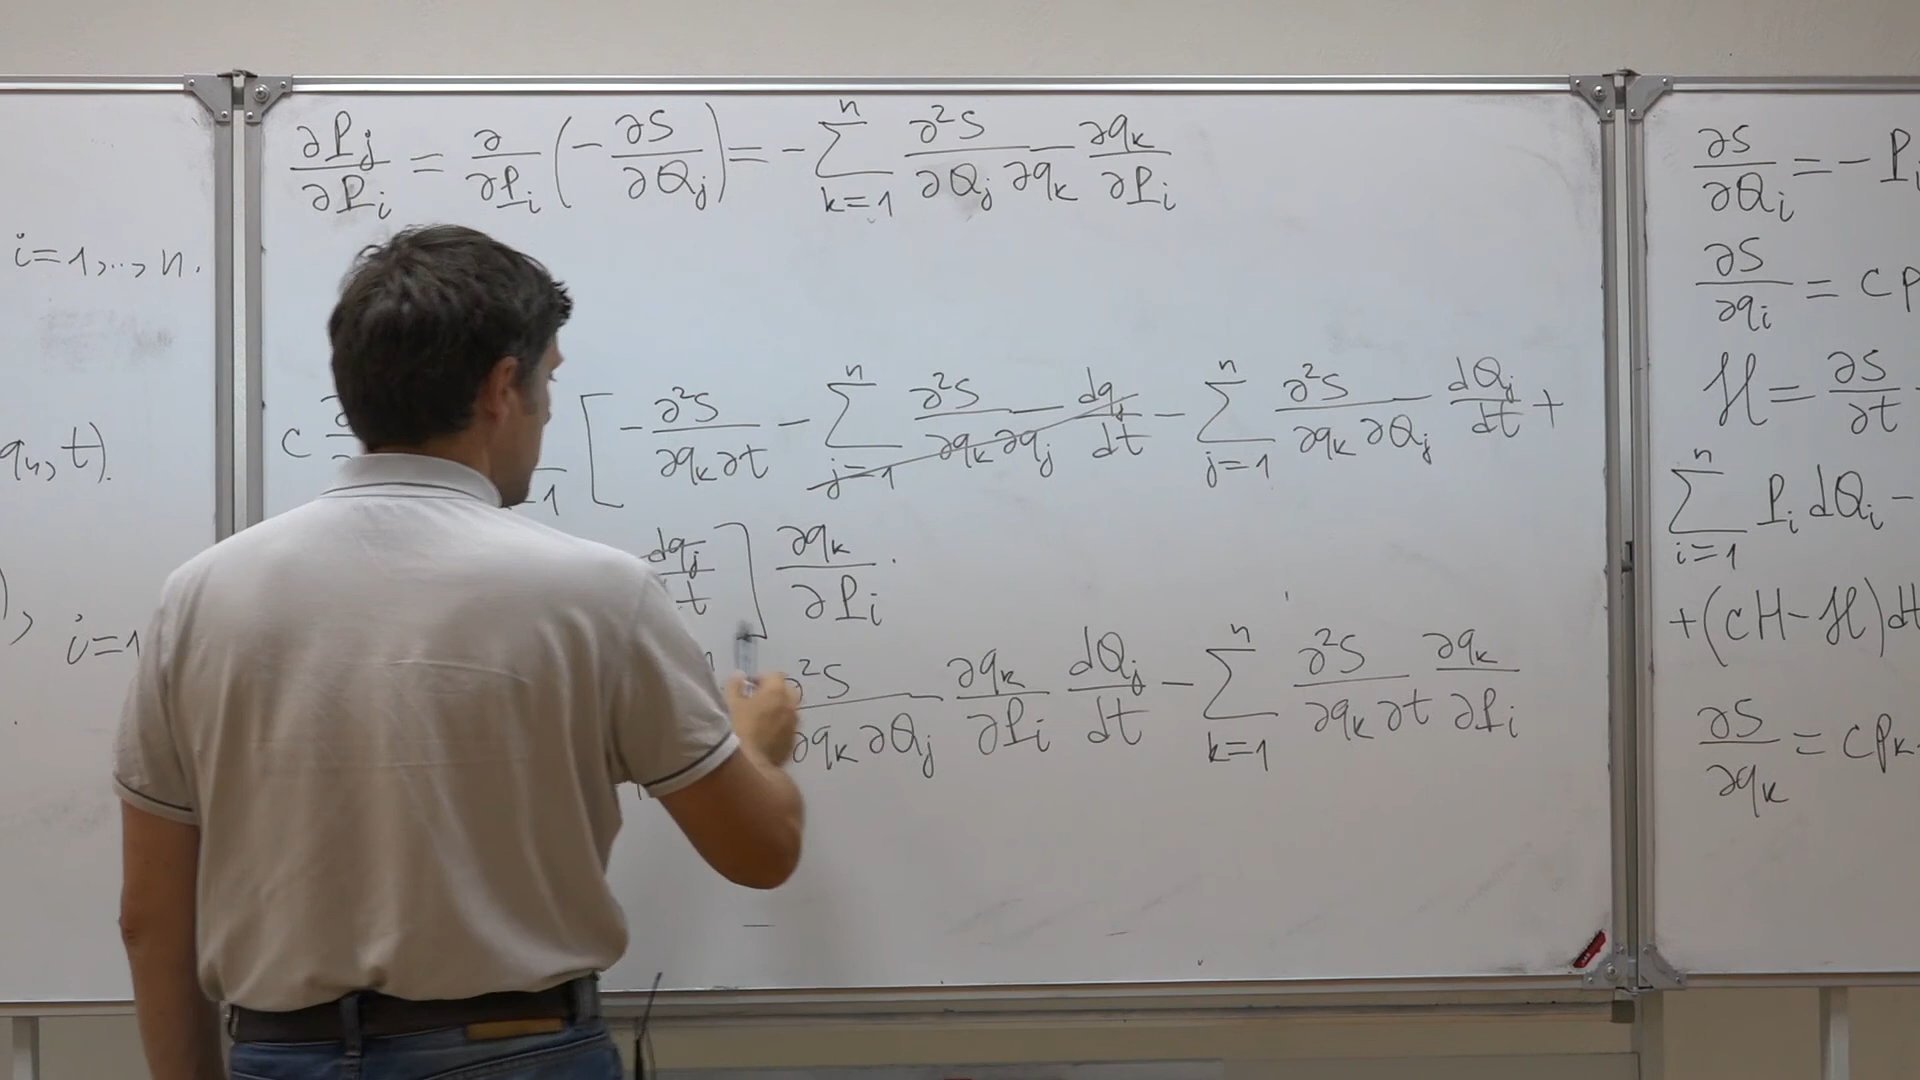 i=1,..,n.
qₙ,t).
), i=1
∂P_j/∂P_i = ∂/∂P_i (-∂S/∂Q_j) = -∑_{k=1}^{n} ∂²S/∂Q_j∂q_k ∂q_k/∂P_i
c [-∂²S/∂q_k∂t - ∑_{j=1}^{n} ∂²S/∂q_k∂q_j dq_j/dt - ∑_{j=1}^{n} ∂²S/∂q_k∂Q_j dQ_j/dt +
dq_j/dt] ∂q_k/∂P_i.
∂²S/∂q_k∂Q_j ∂q_k/∂P_i dQ_j/dt - ∑_{k=1}^{n} ∂²S/∂q_k∂t ∂q_k/∂P_i
∂S/∂Q_i = -P_i
∂S/∂q_i = cp
ℋ = ∂S/∂t
∑_{i=1}^{n} P_i dQ_i -
+(cH-ℋ)dt
∂S/∂q_k = cp_k